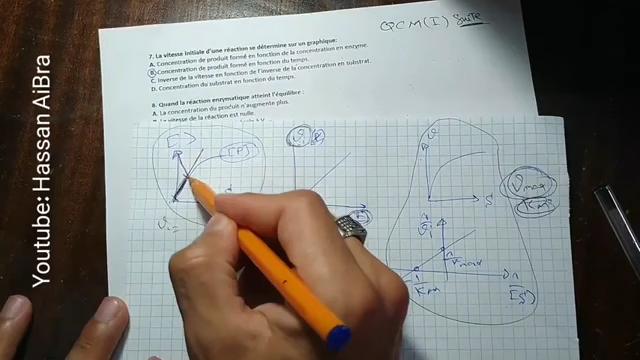 QCM(I) Suite
7. La vitesse initiale d'une réaction se détermine sur un graphique:
A. Concentration de produit formé en fonction de la concentration en enzyme.
B. Concentration de produit formé en fonction du temps.
C. Inverse de la vitesse en fonction de l'inverse de la concentration en substrat.
D. Concentration du substrat en fonction du temps.
8. Quand la réaction enzymatique atteint l'équilibre :
A. La concentration du produit n'augmente plus.
vitesse de la réaction est nulle.
[P]
Vmax
Km
S
1
Vi
1
Vmax
1
Km
1
[S]
Youtube: Hassan AiBra